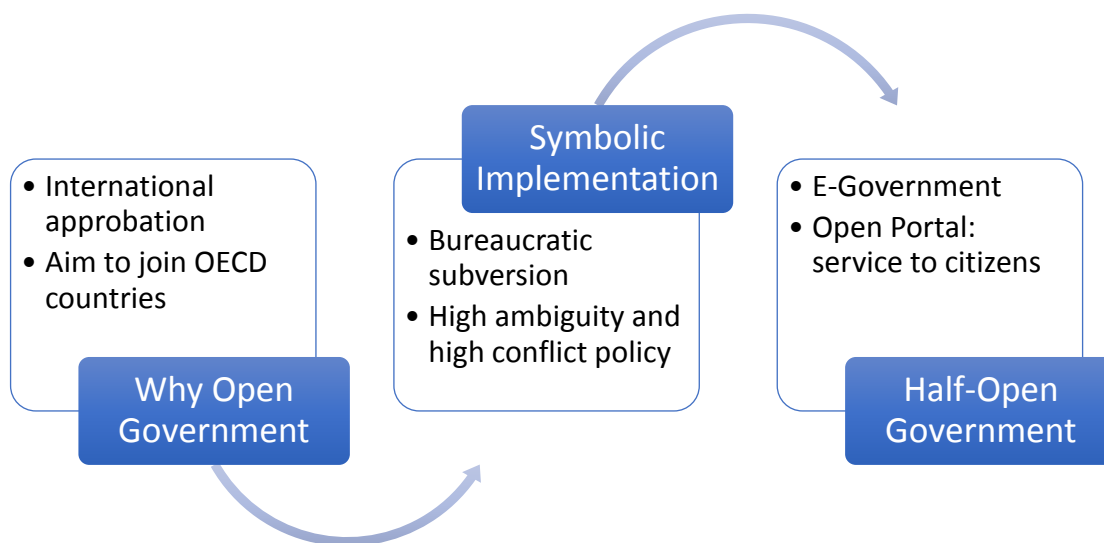 • International
approbation
• Aim to join OECD
countries
Why Open
Government
Symbolic
Implementation
• Bureaucratic
subversion
• High ambiguity and
high conflict policy
• E-Government
• Open Portal:
service to citizens
Half-Open
Government